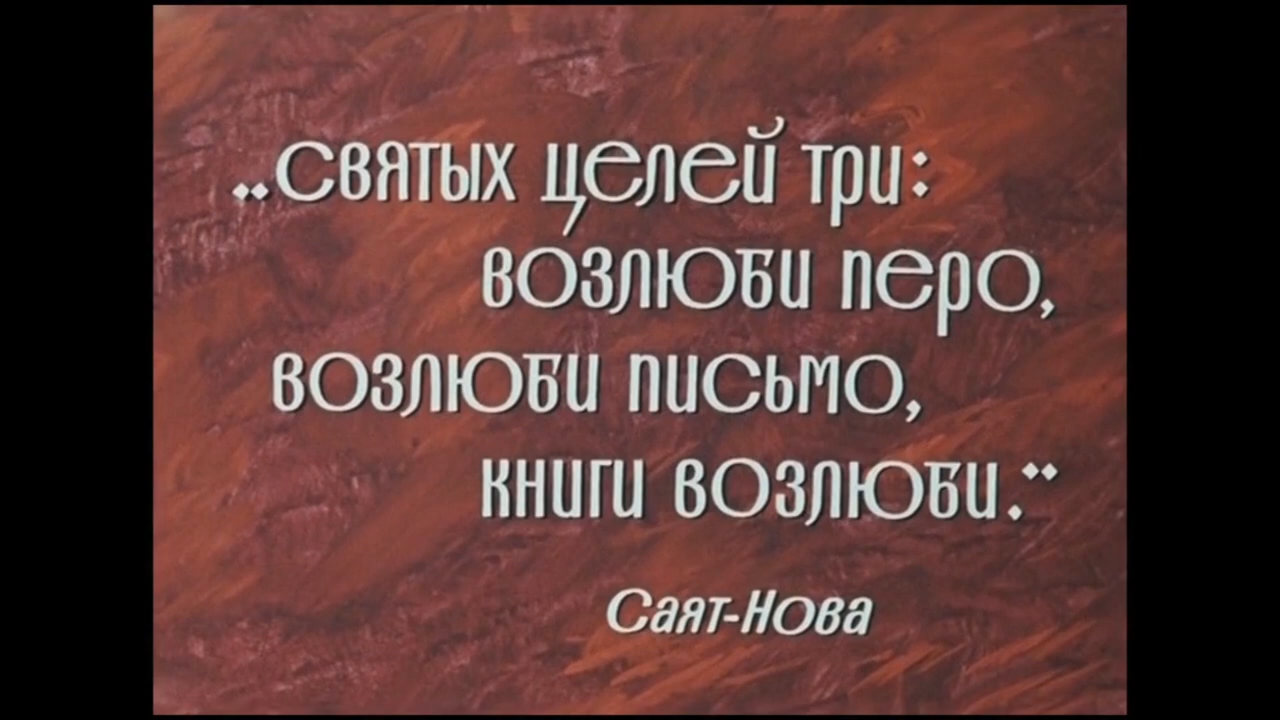 „Святых целей три:
возлюби перо,
возлюби письмо,
книги возлюби.“
Саят-Нова